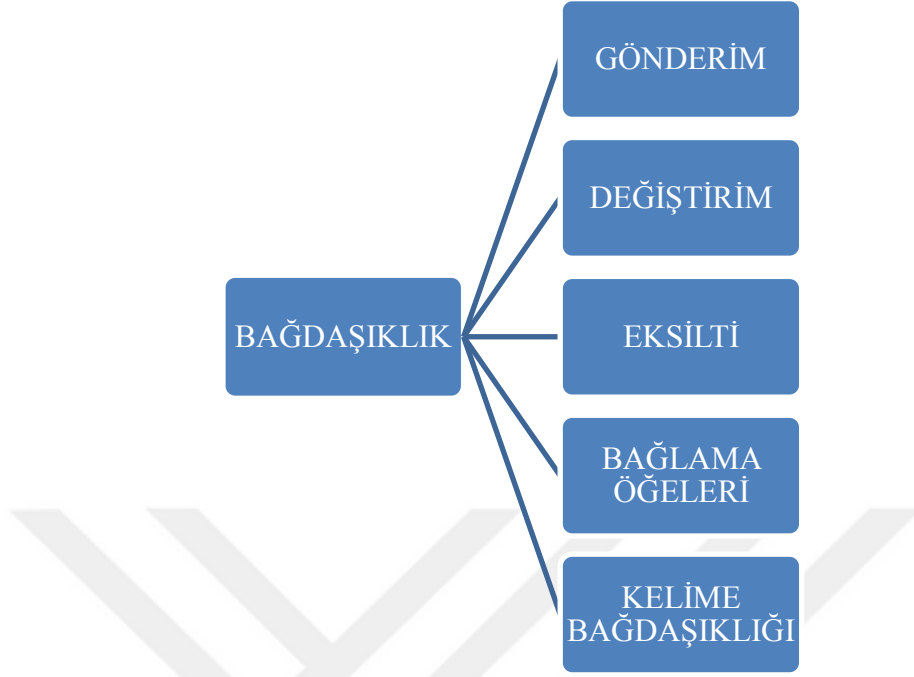 GÖNDERİM
DEĞİŞTİRİM
BAĞDAŞIKLIK
EKSİLTİ
BAĞLAMA
ÖĞELERİ
KELİME
BAĞDAŞIKLIĞI